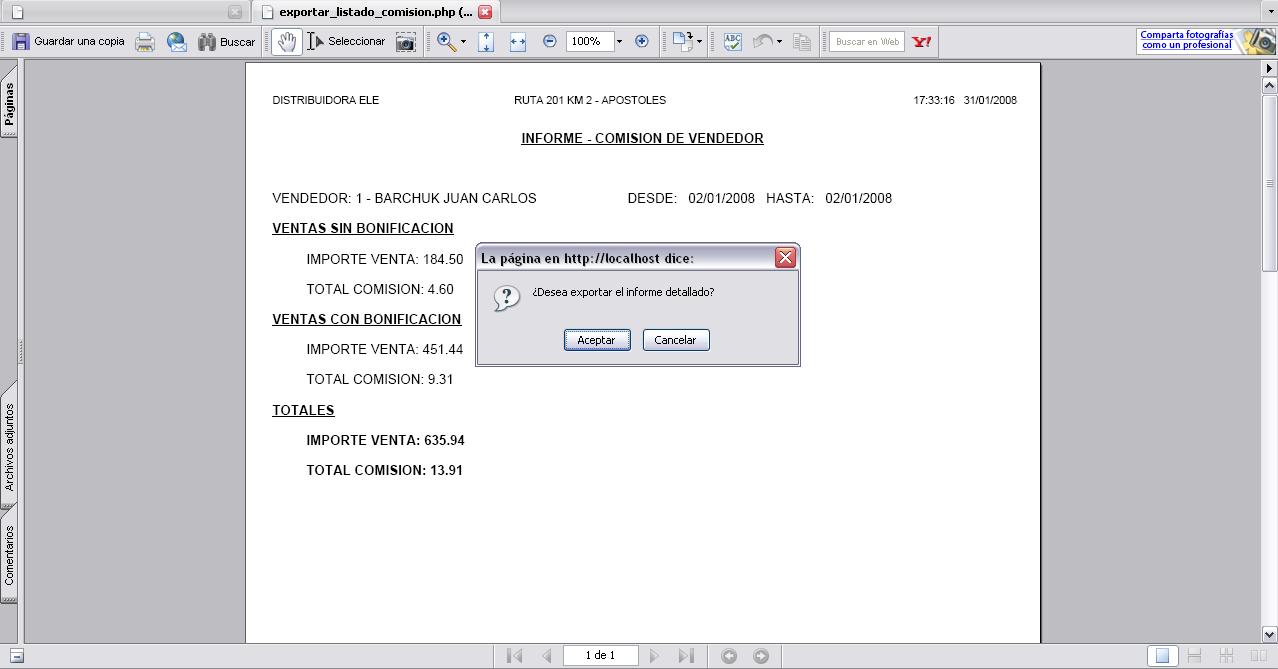 exportar_listado_comision.php (...
Guardar una copia
Buscar
Seleccionar
100%
ABC
Buscar en Web
Y!
Comparta fotografías
como un profesional
Páginas
Archivos adjuntos
Comentarios
DISTRIBUIDORA ELE RUTA 201 KM 2 - APOSTOLES 17:33:16 31/01/2008
INFORME - COMISION DE VENDEDOR
VENDEDOR: 1 - BARCHUK JUAN CARLOS DESDE: 02/01/2008 HASTA: 02/01/2008
VENTAS SIN BONIFICACION
IMPORTE VENTA: 184.50
TOTAL COMISION: 4.60
VENTAS CON BONIFICACION
IMPORTE VENTA: 451.44
TOTAL COMISION: 9.31
TOTALES
IMPORTE VENTA: 635.94
TOTAL COMISION: 13.91
La página en http://localhost dice:
¿Desea exportar el informe detallado?
Aceptar Cancelar
1 de 1